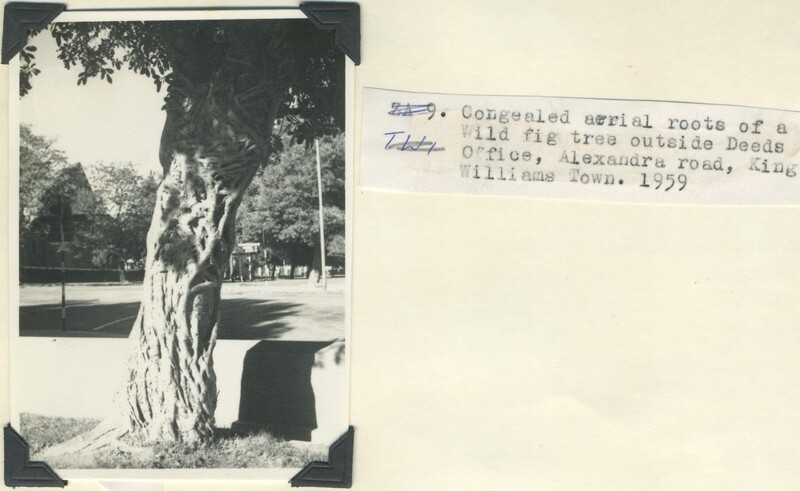 ZA 9. Congealed aerial roots of a
Wild fig tree outside Deeds
Office, Alexandra road, King
Williams Town. 1959